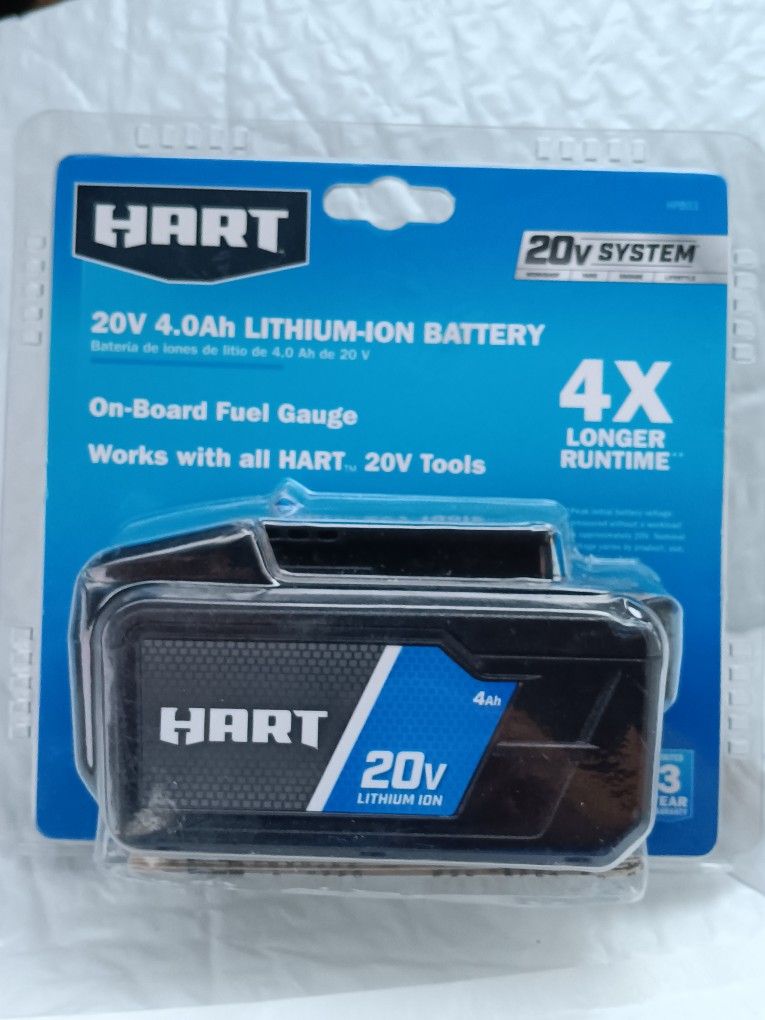 HART
20V SYSTEM
20V 4.0Ah LITHIUM-ION BATTERY
Batería de iones de litio de 4.0 Ah de 20 V
On-Board Fuel Gauge
Works with all HART™ 20V Tools
4X
LONGER
RUNTIME**
HART
4Ah
20V
LITHIUM ION
3
YEAR